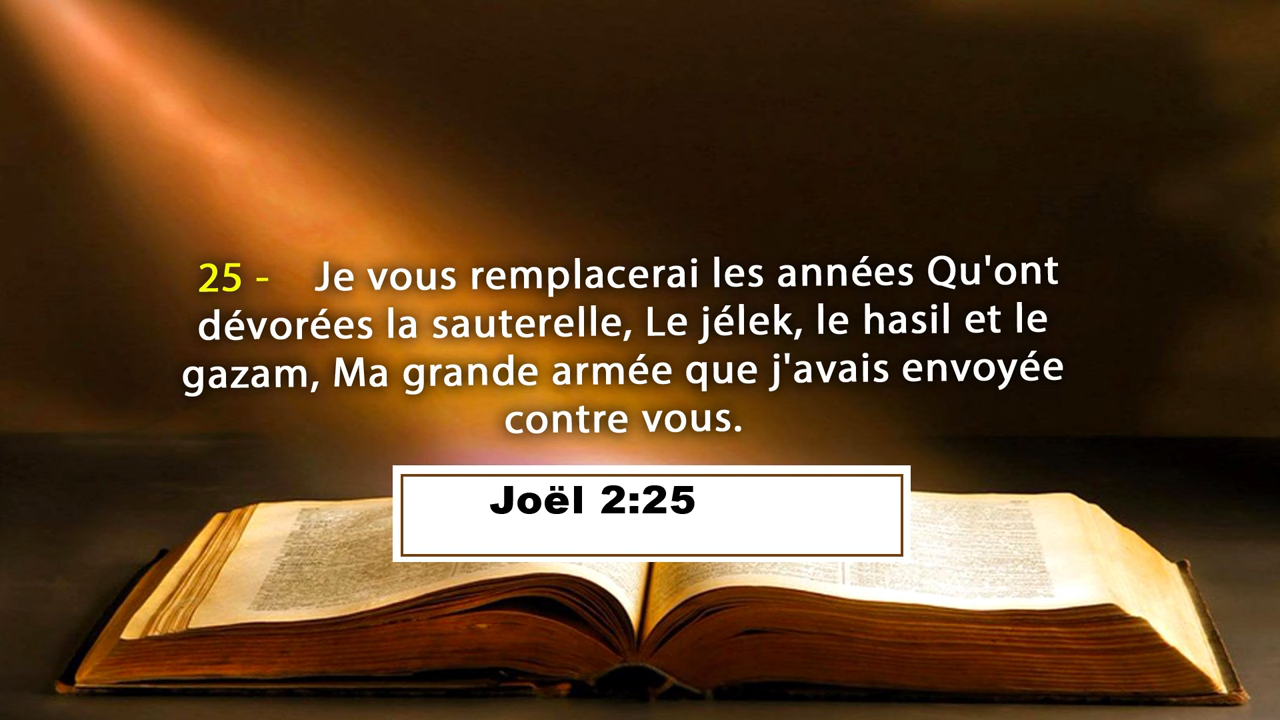 25 - Je vous remplacerai les années Qu'ont
dévorées la sauterelle, Le jélek, le hasil et le
gazam, Ma grande armée que j'avais envoyée
contre vous.
Joël 2:25